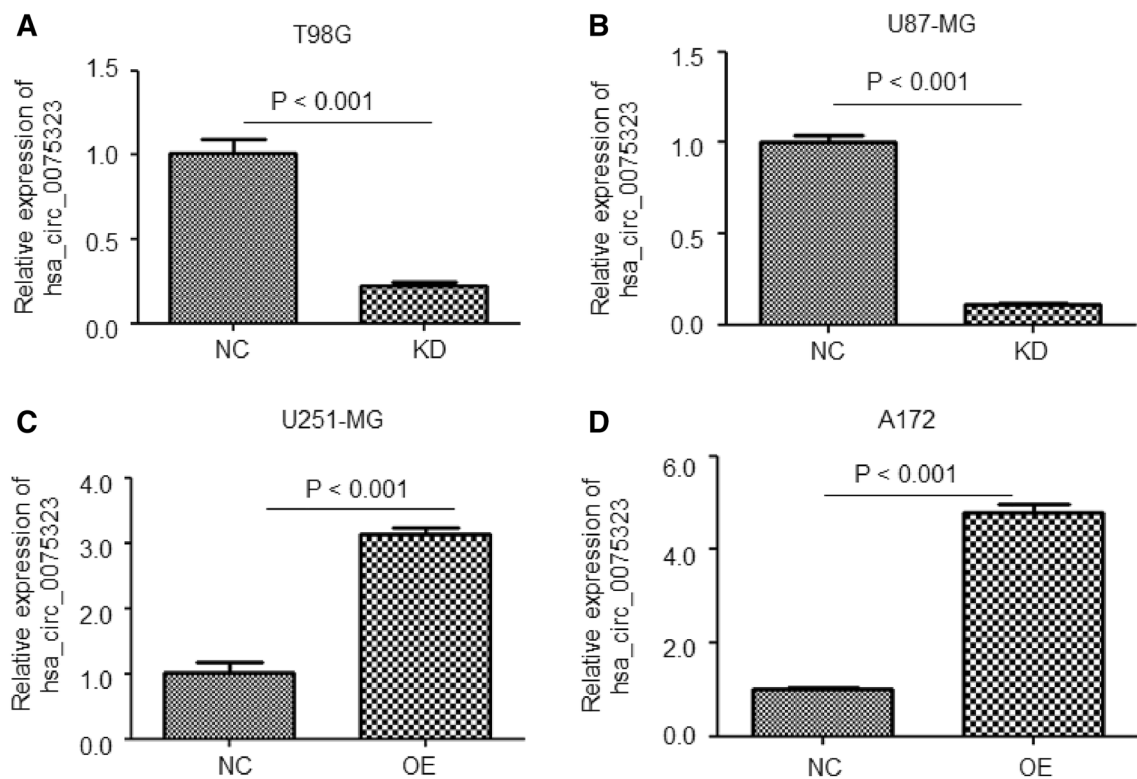 A
T98G
Relative expression of
hsa_circ_0075323
1.5
1.0
0.5
0.0
P < 0.001
NC
KD
B
U87-MG
Relative expression of
hsa_circ_0075323
1.5
1.0
0.5
0.0
P < 0.001
NC
KD
C
U251-MG
Relative expression of
hsa_circ_0075323
4.0
3.0
2.0
1.0
0.0
P < 0.001
NC
OE
D
A172
Relative expression of
hsa_circ_0075323
6.0
4.0
2.0
0.0
P < 0.001
NC
OE